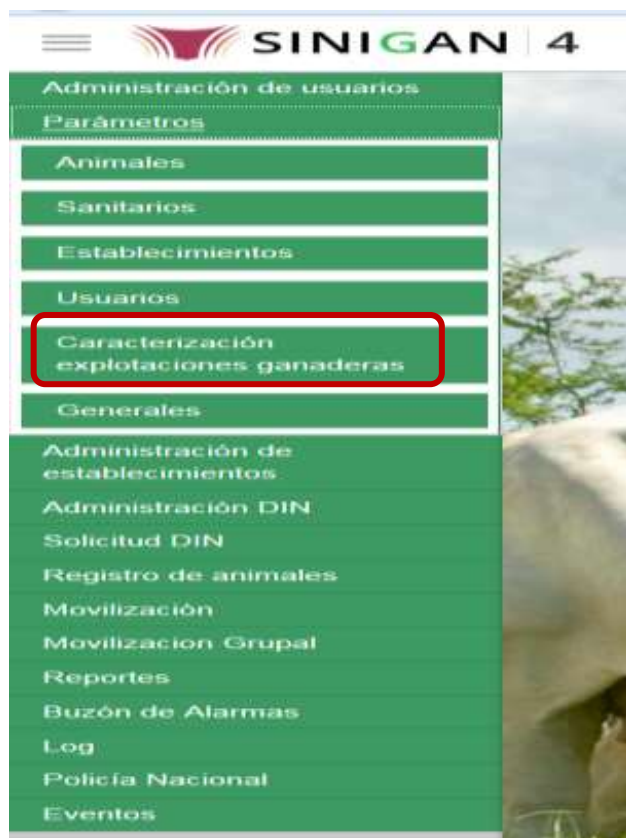 SINIGAN 4
Administración de usuarios
Parámetros
Animales
Sanitarios
Establecimientos
Usuarios
Caracterización
explotaciones ganaderas
Generales
Administración de
establecimientos
Administración DIN
Solicitud DIN
Registro de animales
Movilización
Movilizacion Grupal
Reportes
Buzón de Alarmas
Log
Policía Nacional
Eventos